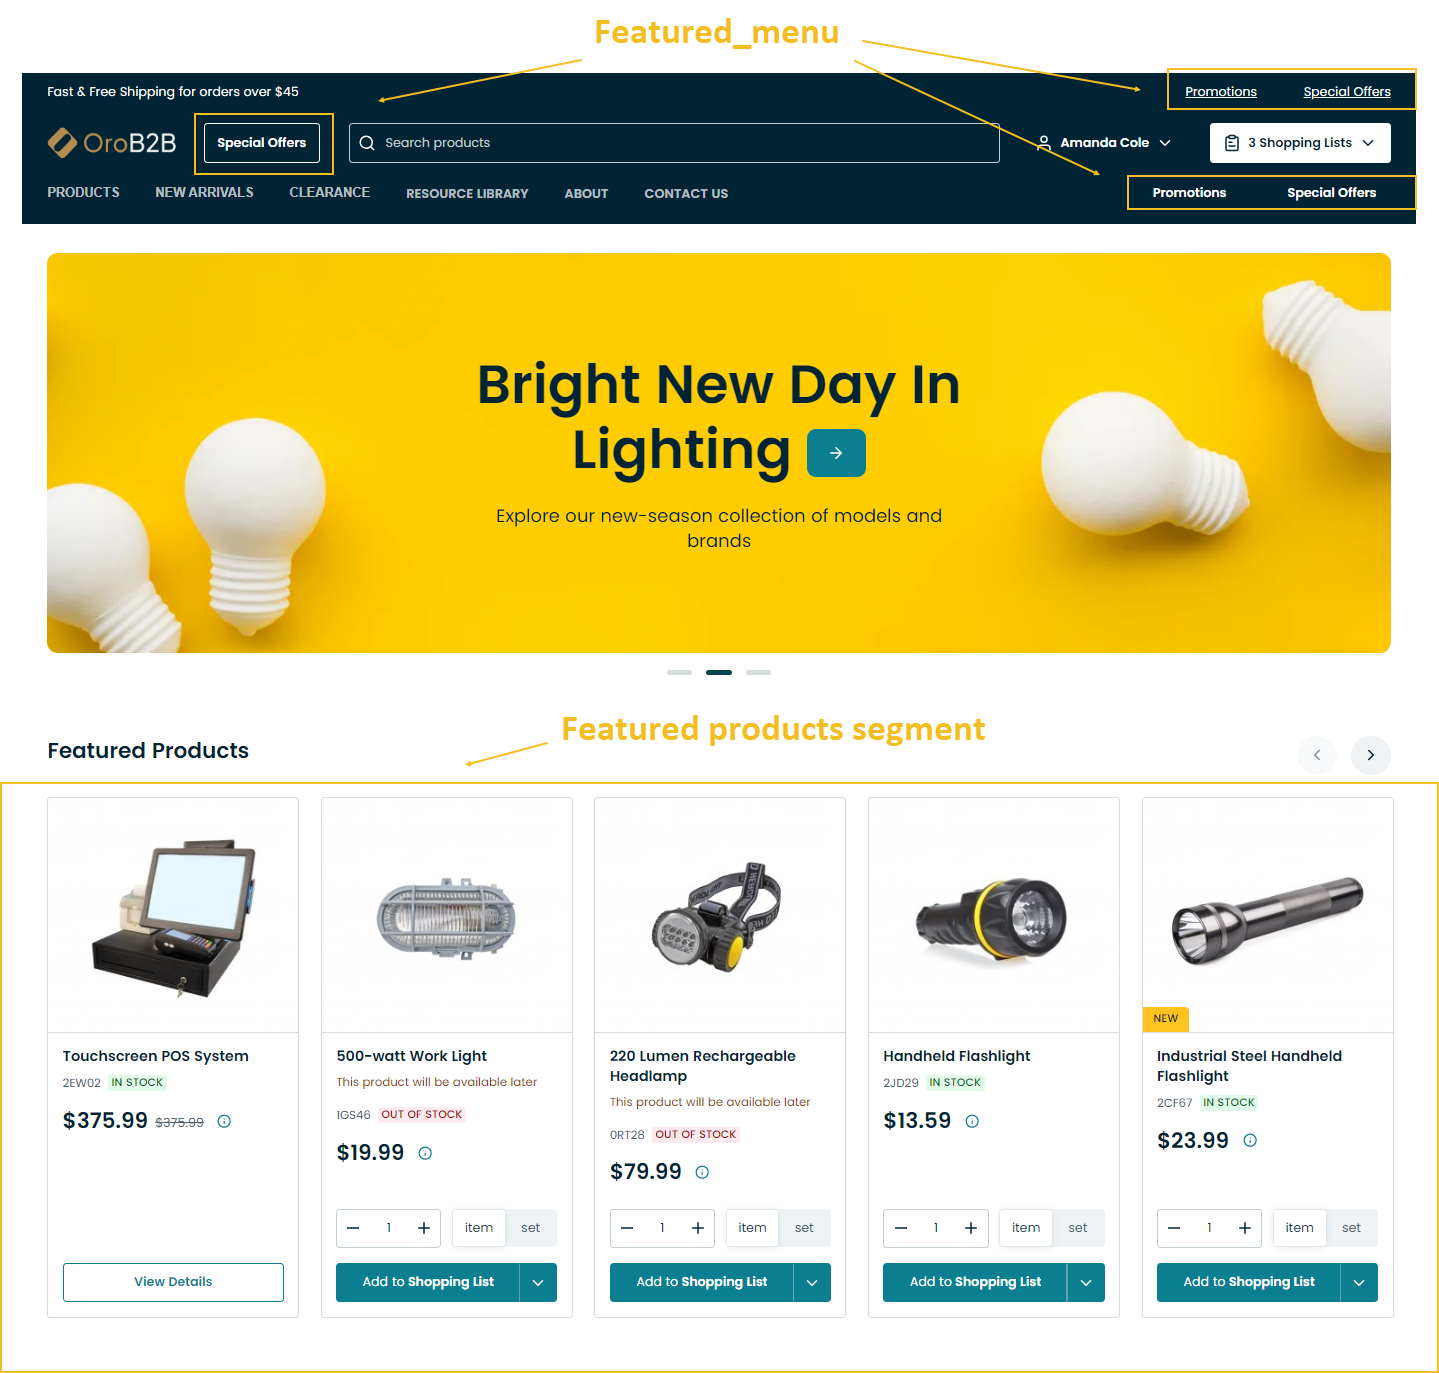 Featured_menu
Fast & Free Shipping for orders over $45
Promotions Special Offers
OroB2B
Special Offers
Search products
Amanda Cole
3 Shopping Lists
PRODUCTS NEW ARRIVALS CLEARANCE RESOURCE LIBRARY ABOUT CONTACT US
Promotions Special Offers
Bright New Day In
Lighting
Explore our new-season collection of models and
brands
Featured products segment
Featured Products
Touchscreen POS System
2EW02 IN STOCK
$375.99 $375.99
View Details
500-watt Work Light
This product will be available later
1GS46 OUT OF STOCK
$19.99
1 item set
Add to Shopping List
220 Lumen Rechargeable
Headlamp
This product will be available later
0RT28 OUT OF STOCK
$79.99
1 item set
Add to Shopping List
Handheld Flashlight
2JD29 IN STOCK
$13.59
1 item set
Add to Shopping List
NEW
Industrial Steel Handheld
Flashlight
2CF67 IN STOCK
$23.99
1 item set
Add to Shopping List